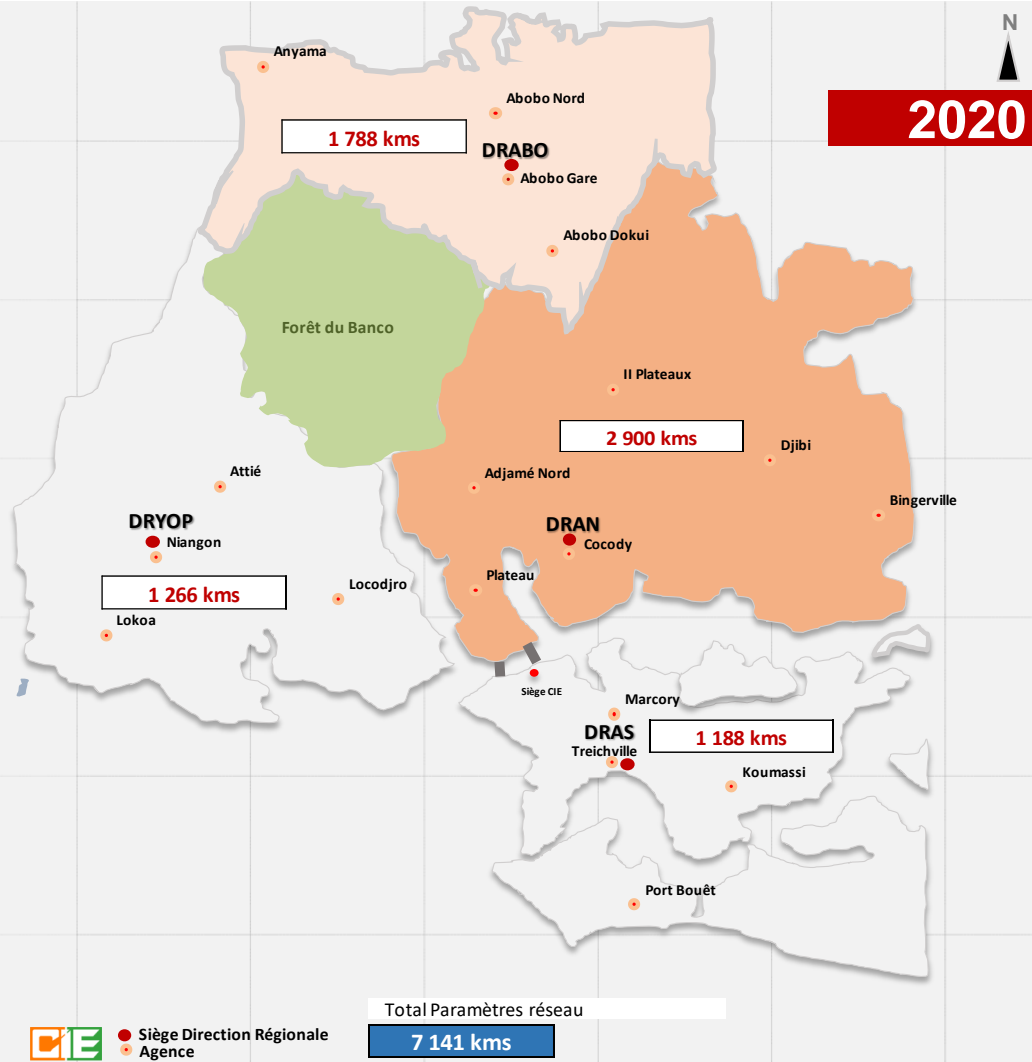 N
2020
Anyama
Abobo Nord
1 788 kms
DRABO
Abobo Gare
Abobo Dokui
Forêt du Banco
II Plateaux
2 900 kms
Djibi
Attié
Adjamé Nord
Bingerville
DRYOP
Niangon
DRAN
Cocody
1 266 kms
Locodjro
Plateau
Lokoa
Siège CIE
Marcory
DRAS
1 188 kms
Treichville
Koumassi
Port Bouêt
Total Paramètres réseau
7 141 kms
CIE
Siège Direction Régionale
Agence